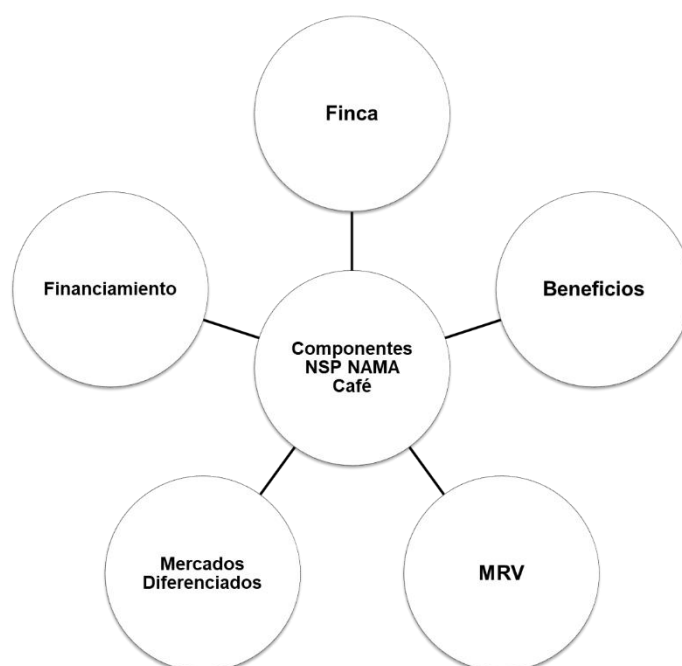 Finca
Financiamiento
Beneficios
Componentes
NSP NAMA
Café
Mercados
Diferenciados
MRV